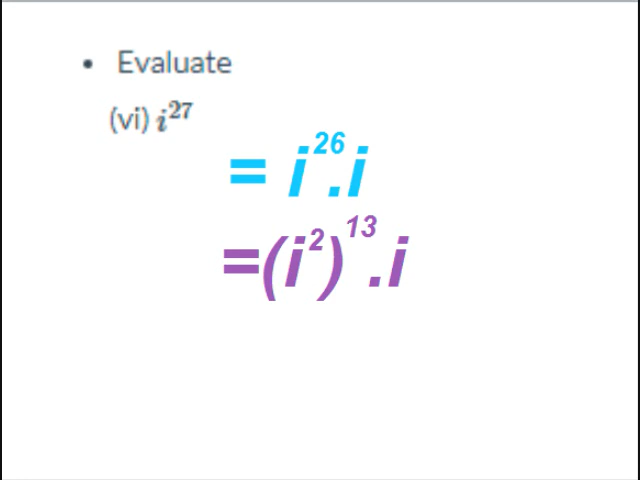 • Evaluate
(vi) i²⁷
= i²⁶.i
=(i²)¹³.i